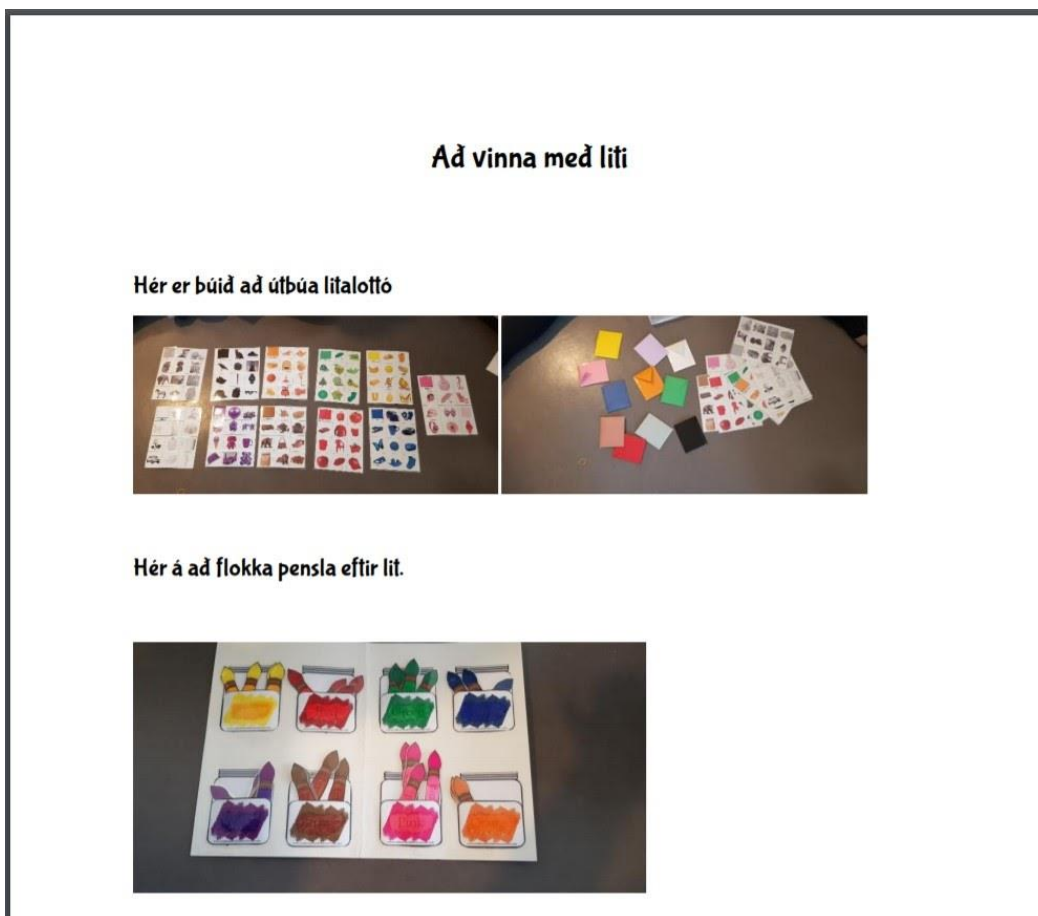 Að vinna með liti
Hér er búið að útbúa litalottó
Hér á að flokka pensla eftir lit.